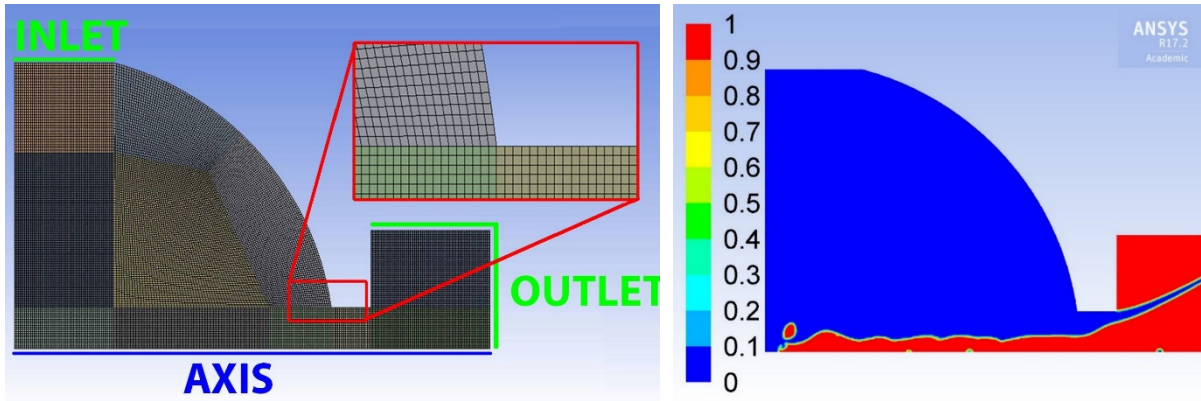 INLET
OUTLET
AXIS
1
0.9
0.8
0.7
0.6
0.5
0.4
0.3
0.2
0.1
0
ANSYS
R17.2
Academic